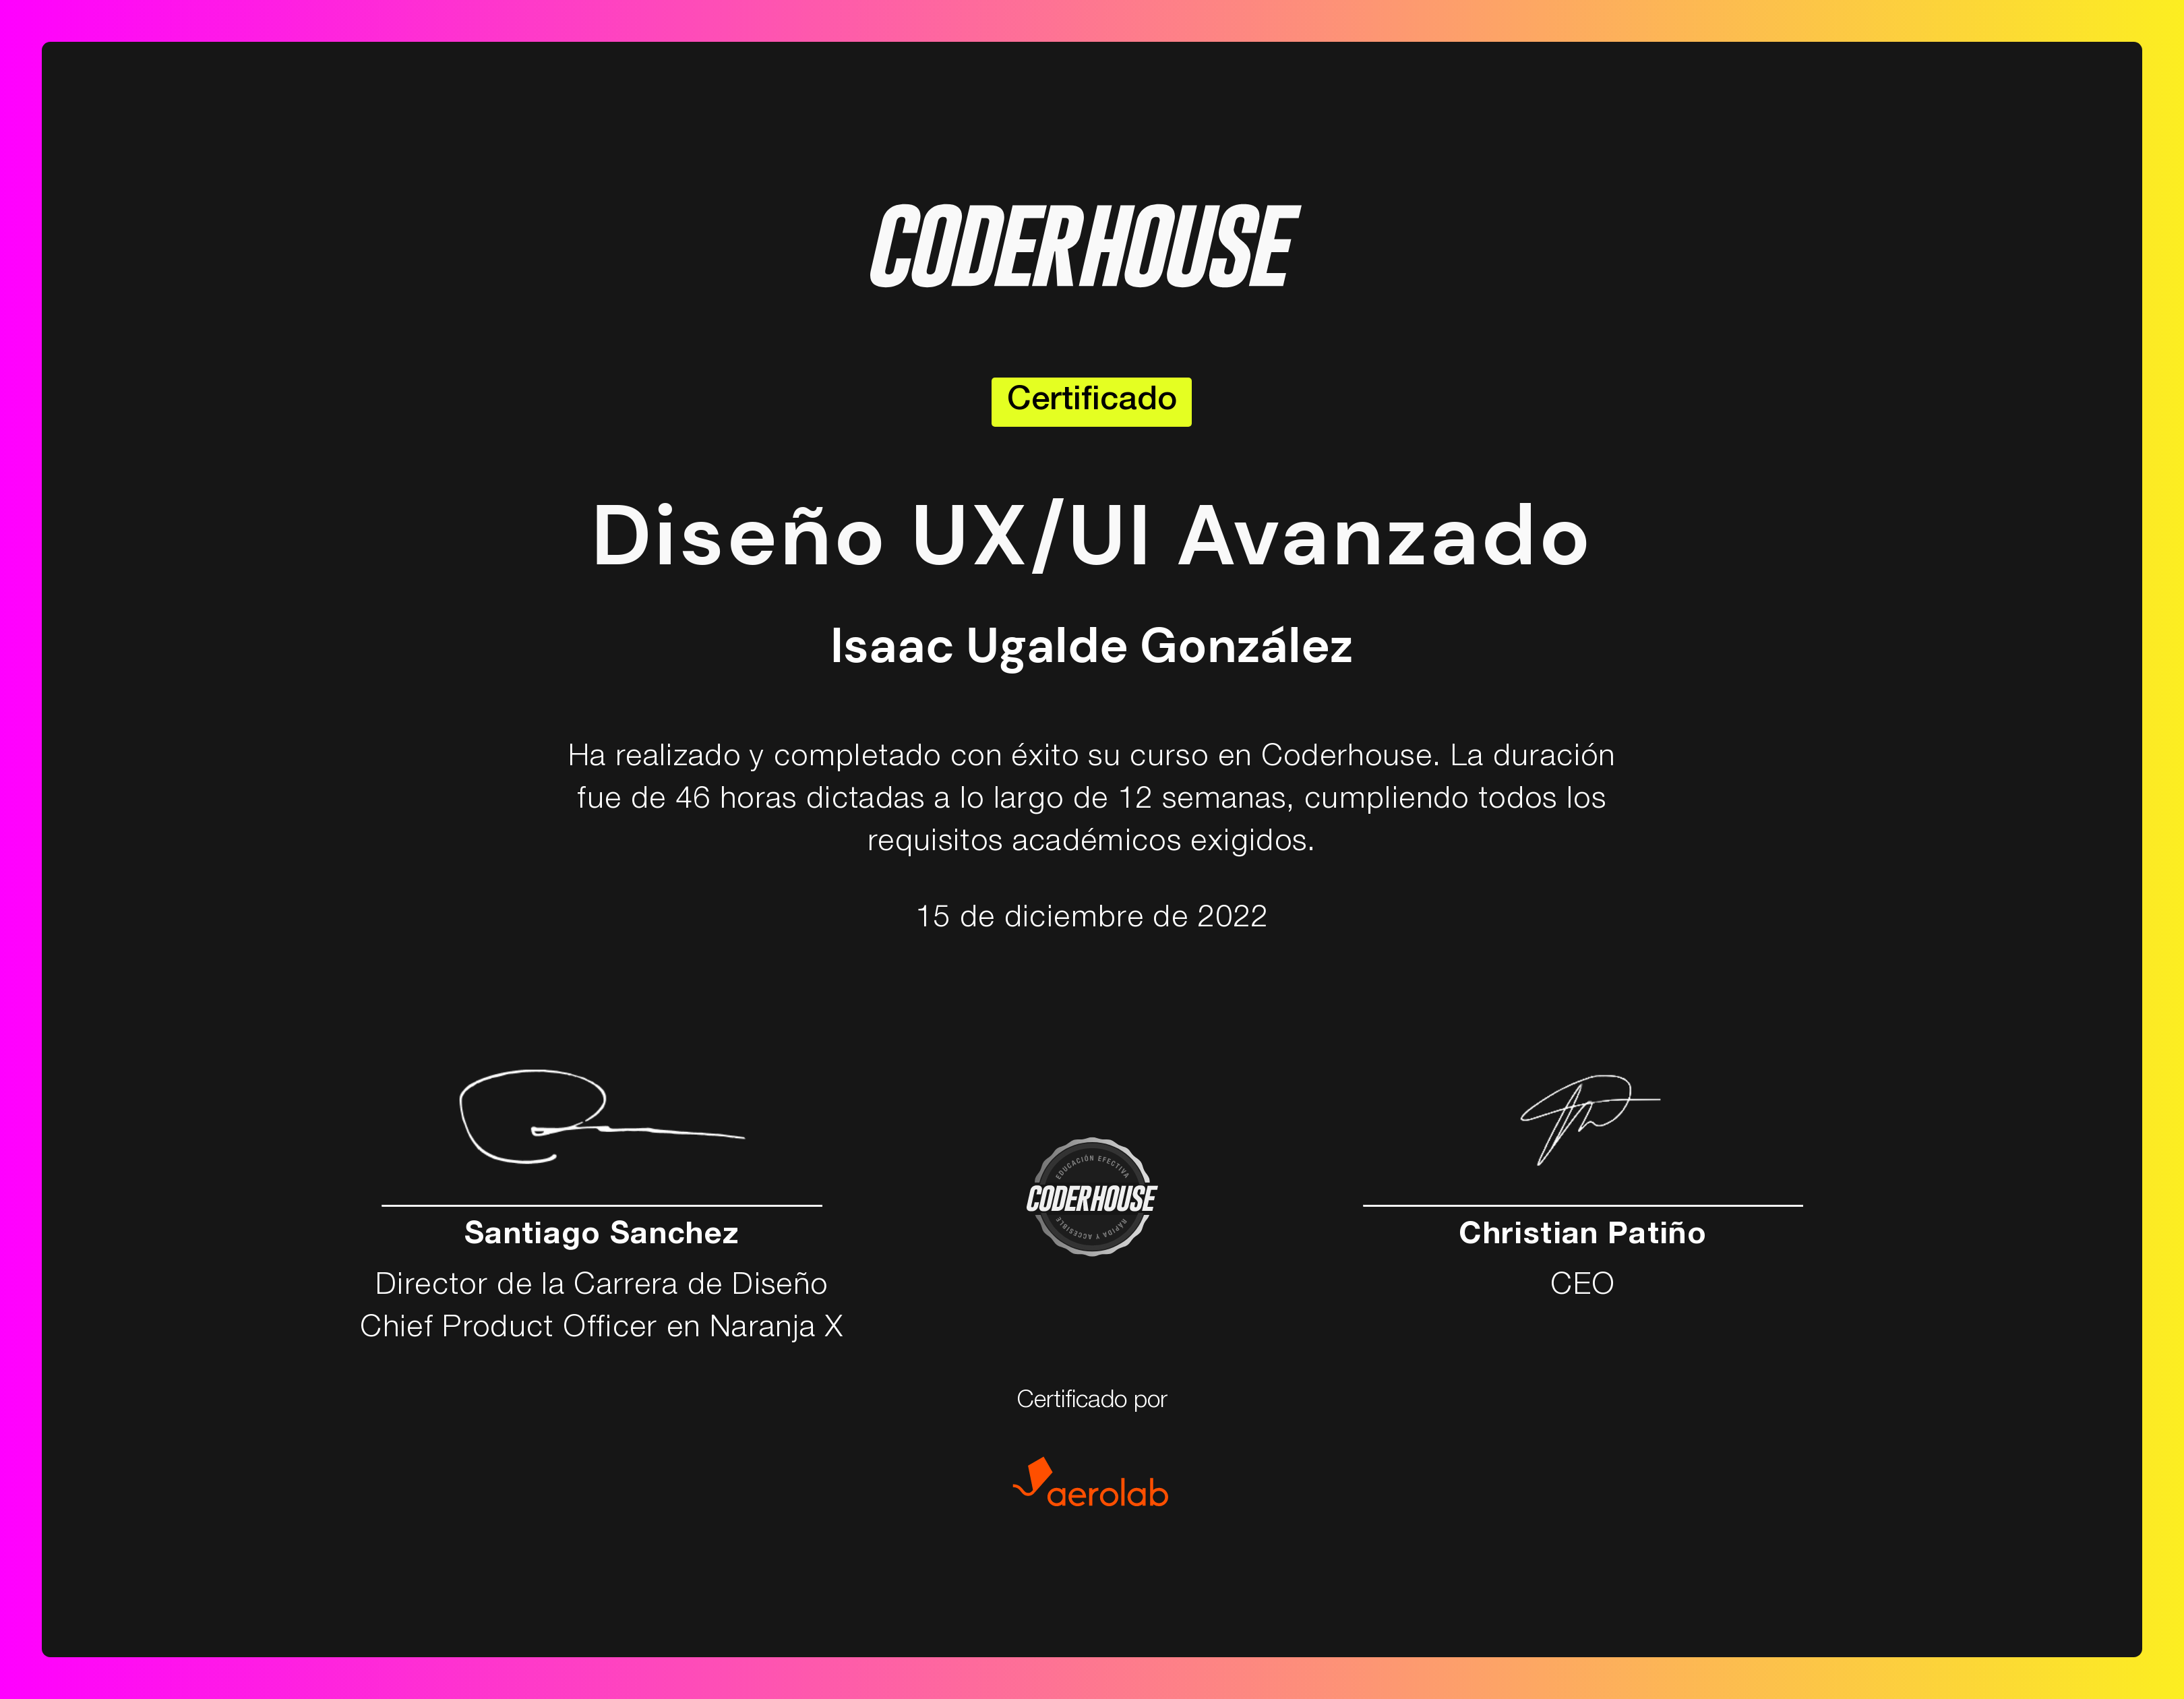 CODERHOUSE
Certificado
Diseño UX/UI Avanzado
Isaac Ugalde González
Ha realizado y completado con éxito su curso en Coderhouse. La duración
fue de 46 horas dictadas a lo largo de 12 semanas, cumpliendo todos los
requisitos académicos exigidos.
15 de diciembre de 2022
EDUCACIÓN EFECTIVA
CODERHOUSE
RÁPIDA Y ACCESIBLE
Santiago Sanchez
Director de la Carrera de Diseño
Chief Product Officer en Naranja X
Christian Patiño
CEO
Certificado por
aerolab